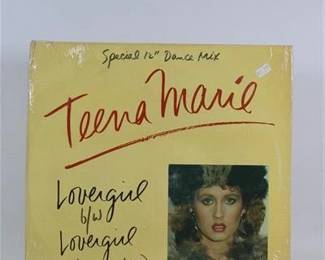 Special 12" Dance Mix
Teena Marie
Lovergirl
b/w
Lovergirl